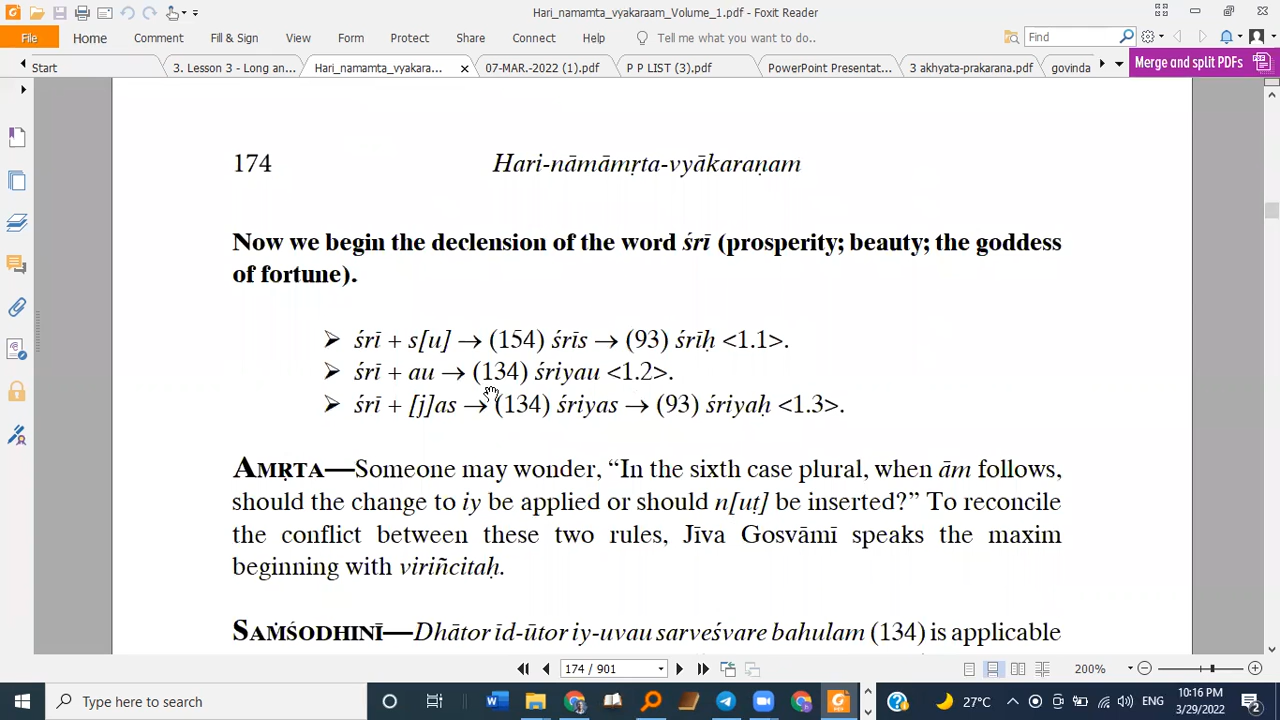 Hari_namamta_vyakaraam_Volume_1.pdf - Foxit Reader
File Home Comment Fill & Sign View Form Protect Share Connect Help Tell me what you want to do.. Find
Start 3. Lesson 3 - Long an... Hari_namamta_vyakara... 07-MAR.-2022 (1).pdf P P LIST (3).pdf PowerPoint Presentat... 3 akhyata-prakarana.pdf govinda Merge and split PDFs
174 Hari-nāmāmṛta-vyākaraṇam
Now we begin the declension of the word śrī (prosperity; beauty; the goddess
of fortune).
➢ śrī + s[u] → (154) śrīs → (93) śrīḥ <1.1>.
➢ śrī + au → (134) śriyau <1.2>.
➢ śrī + [j]as → (134) śriyas → (93) śriyaḥ <1.3>.
AMṚTA—Someone may wonder, “In the sixth case plural, when ām follows,
should the change to iy be applied or should n[uṭ] be inserted?” To reconcile
the conflict between these two rules, Jīva Gosvāmī speaks the maxim
beginning with viriñcitaḥ.
SAṀŚODHINĪ—Dhātor īd-ūtor iy-uvau sarveśvare bahulam (134) is applicable
174 / 901 200%
Type here to search 27°C ENG 10:16 PM
3/29/2022 2